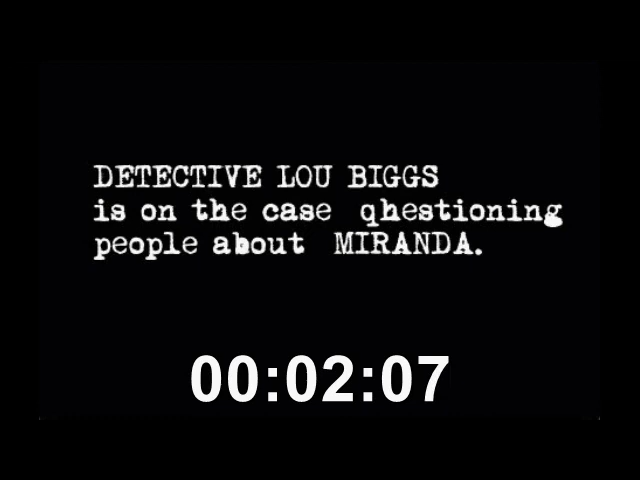 DETECTIVE LOU BIGGS
is on the case qhestioning
people about MIRANDA.
00:02:07